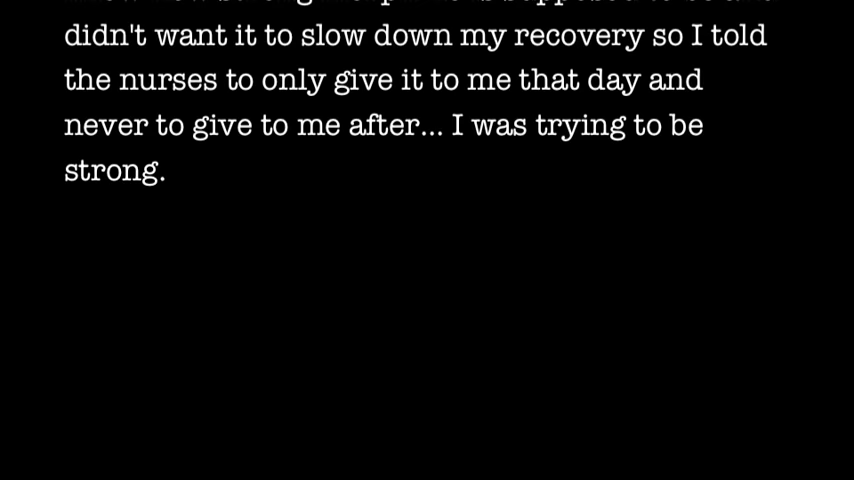 didn't want it to slow down my recovery so I told
the nurses to only give it to me that day and
never to give to me after... I was trying to be
strong.